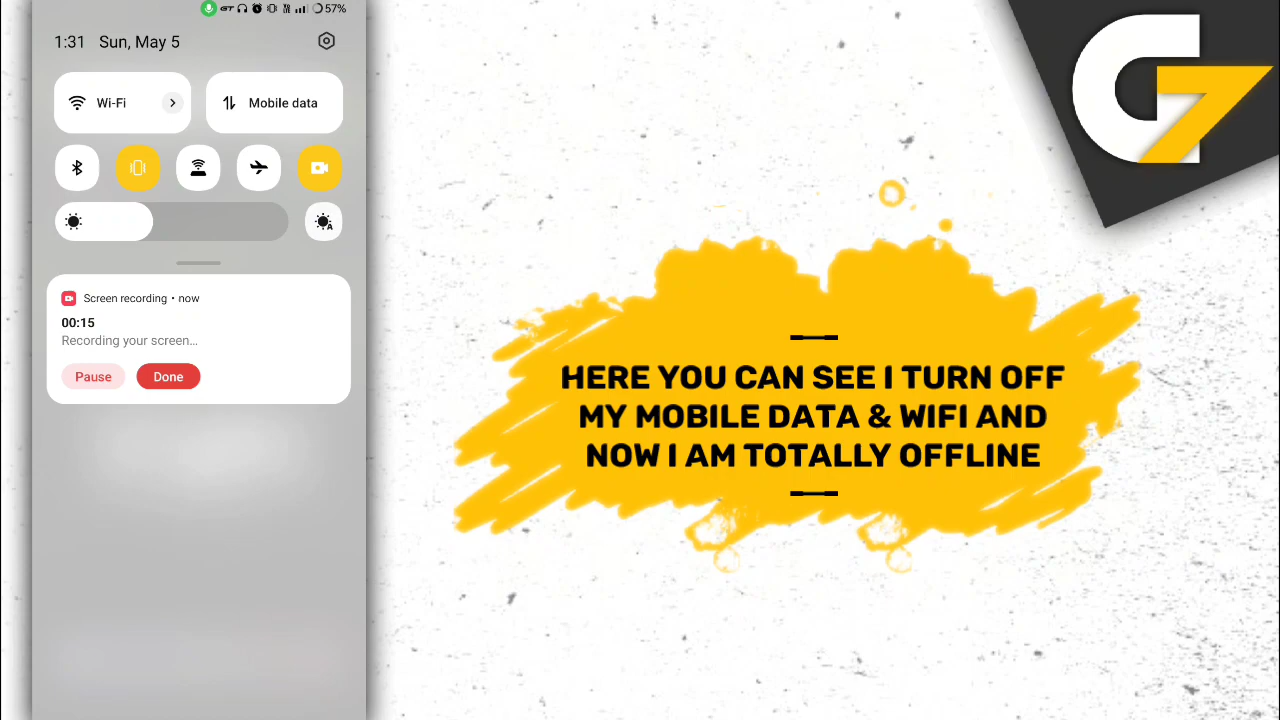 57%
1:31 Sun, May 5
Wi-Fi
Mobile data
Screen recording • now
00:15
Recording your screen...
Pause
Done
HERE YOU CAN SEE I TURN OFF
MY MOBILE DATA & WIFI AND
NOW I AM TOTALLY OFFLINE
G7